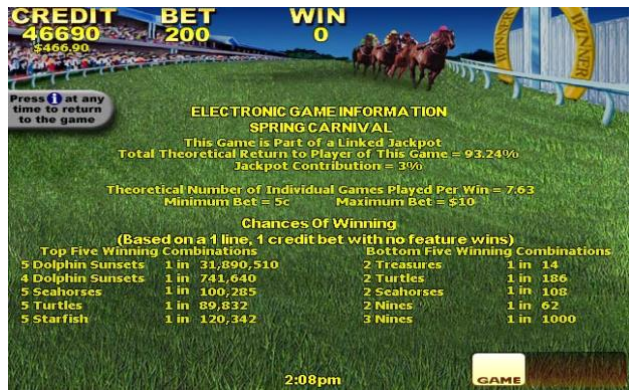 CREDIT BET WIN
46690 200 0
$466.90
WINNER WINNER
Press i at any
time to return
to the game
ELECTRONIC GAME INFORMATION
SPRING CARNIVAL
This Game is Part of a Linked Jackpot
Total Theoretical Return to Player of This Game = 93.24%
Jackpot Contribution = 3%
Theoretical Number of Individual Games Played Per Win = 7.63
Minimum Bet = 5c Maximum Bet = $10
Chances Of Winning
(Based on a 1 line, 1 credit bet with no feature wins)
Top Five Winning Combinations Bottom Five Winning Combinations
5 Dolphin Sunsets 1 in 31,890,510 2 Treasures 1 in 14
4 Dolphin Sunsets 1 in 741,640 2 Turtles 1 in 186
5 Seahorses 1 in 100,285 2 Seahorses 1 in 108
5 Turtles 1 in 89,832 2 Nines 1 in 62
5 Starfish 1 in 120,342 3 Nines 1 in 1000
2:08pm GAME